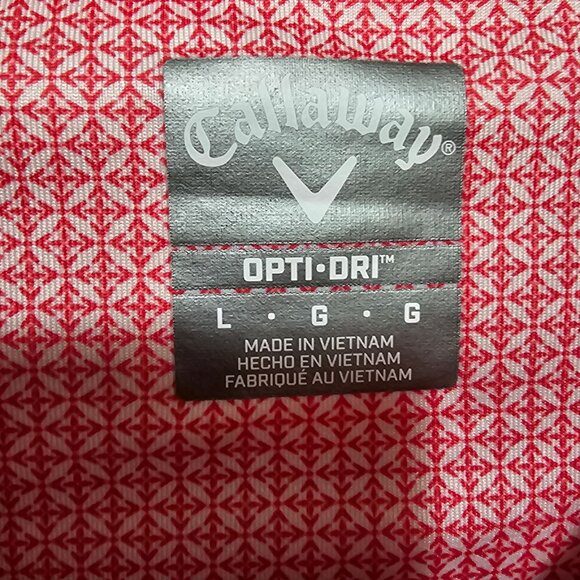 Callaway®
OPTI•DRI™
L • G • G
MADE IN VIETNAM
HECHO EN VIETNAM
FABRIQUÉ AU VIETNAM